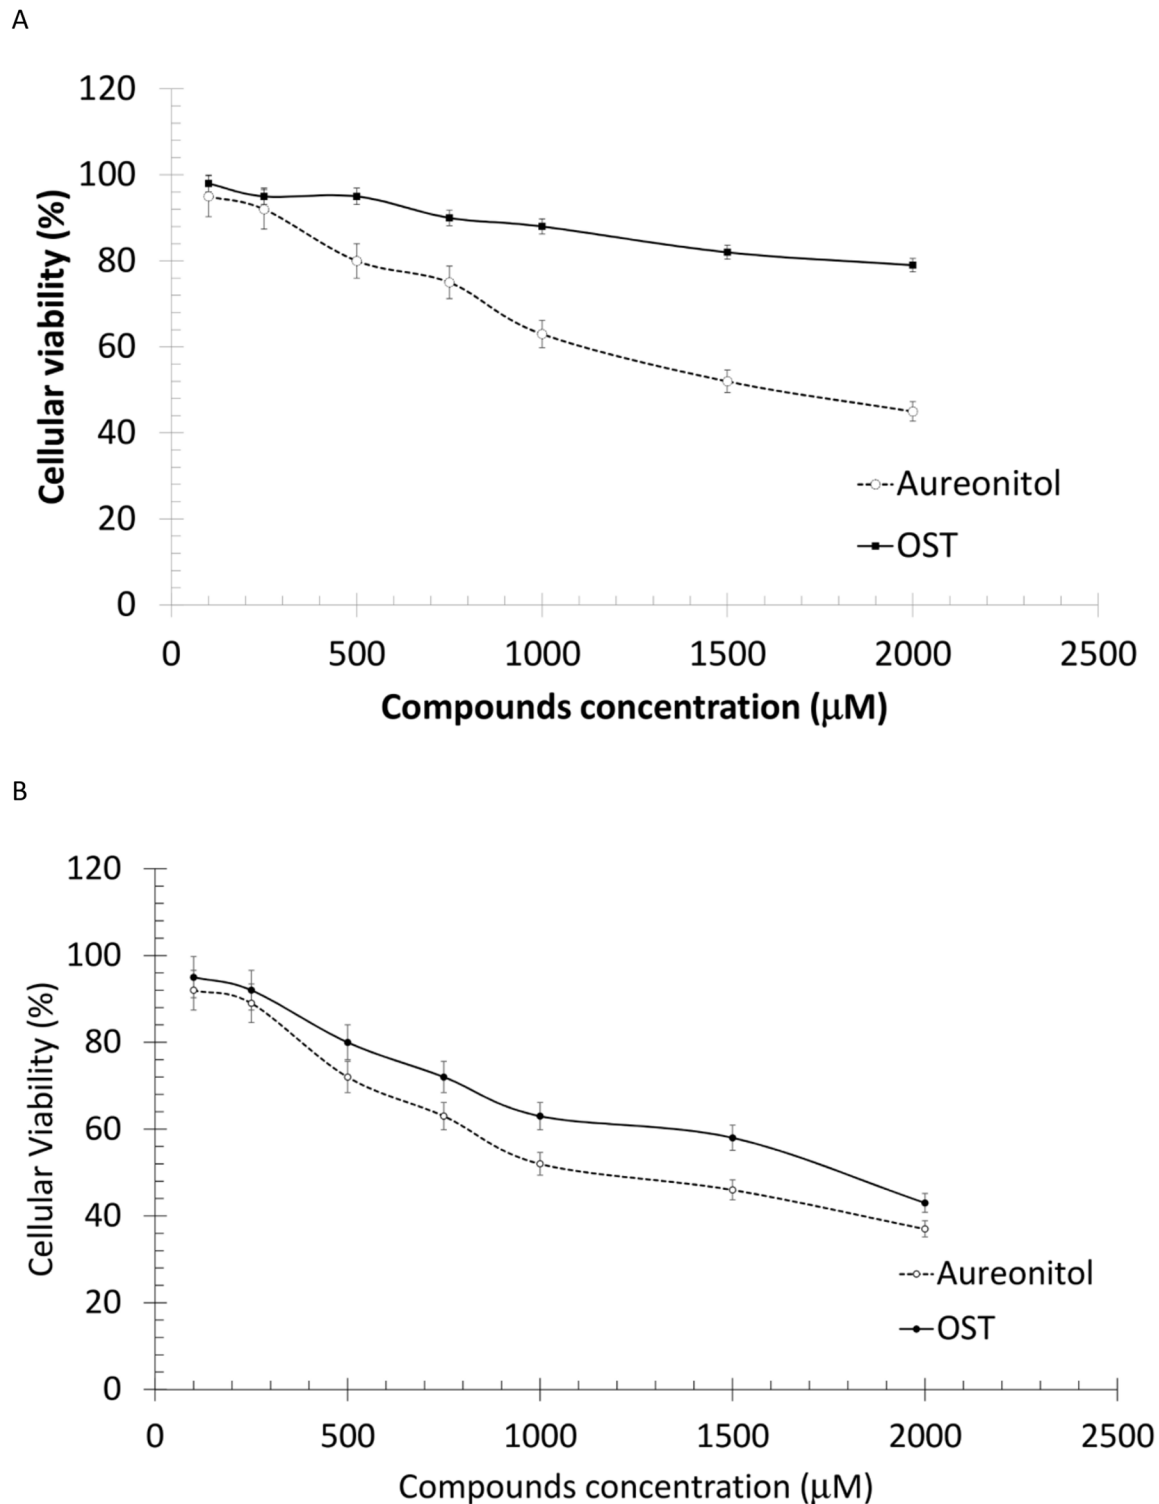 A
120
100
80
60
40
20
0
Cellular viability (%)
Aureonitol
OST
0 500 1000 1500 2000 2500
Compounds concentration (μM)
B
120
100
80
60
40
20
0
Cellular Viability (%)
Aureonitol
OST
0 500 1000 1500 2000 2500
Compounds concentration (μM)